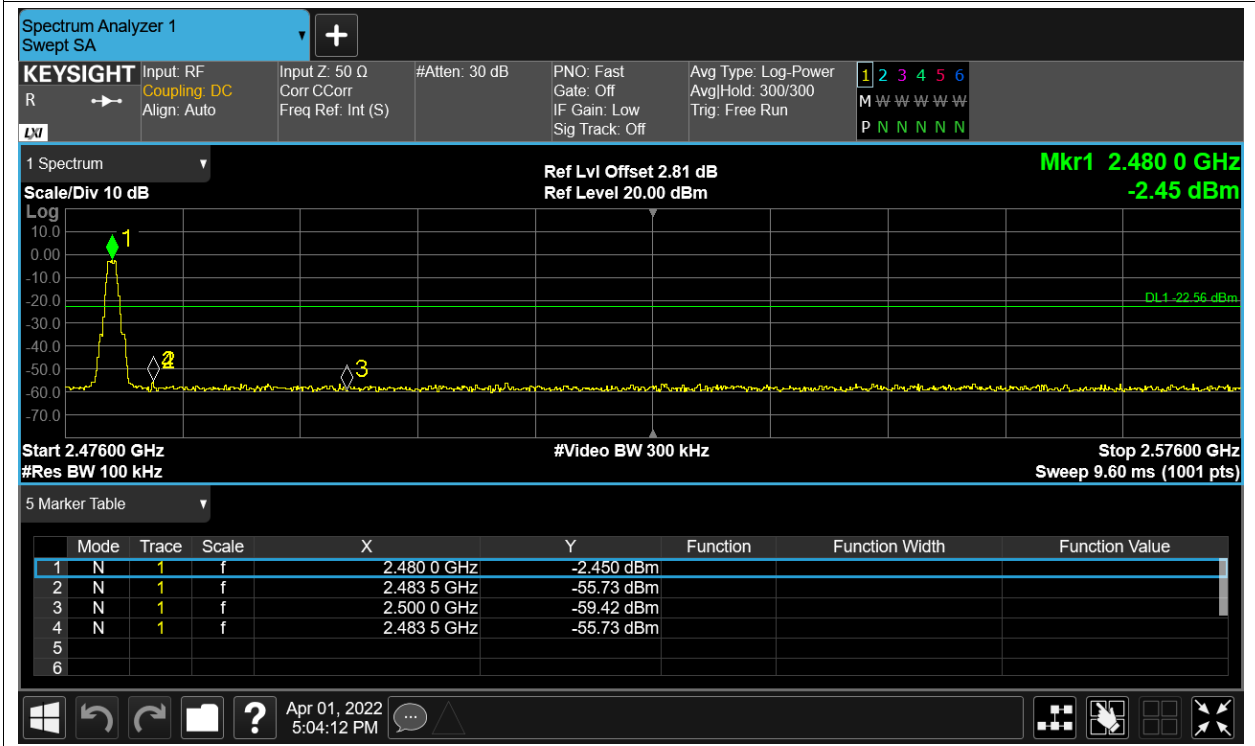 Spectrum Analyzer 1
Swept SA
+
KEYSIGHT Input: RF Input Z: 50 Ω #Atten: 30 dB PNO: Fast Avg Type: Log-Power 1 2 3 4 5 6
R Coupling: DC Corr CCorr Gate: Off Avg|Hold: 300/300 M W W W W W
Align: Auto Freq Ref: Int (S) IF Gain: Low Trig: Free Run
LXI Sig Track: Off P N N N N N
1 Spectrum Ref Lvl Offset 2.81 dB Mkr1 2.480 0 GHz
Scale/Div 10 dB Ref Level 20.00 dBm -2.45 dBm
Log
10.0
1
0.00
-10.0
-20.0 DL1 -22.56 dBm
-30.0
-40.0
2 4
-50.0 3
-60.0
-70.0
Start 2.47600 GHz #Video BW 300 kHz Stop 2.57600 GHz
#Res BW 100 kHz Sweep 9.60 ms (1001 pts)
5 Marker Table
Mode Trace Scale X Y Function Function Width Function Value
1 N 1 f 2.480 0 GHz -2.450 dBm
2 N 1 f 2.483 5 GHz -55.73 dBm
3 N 1 f 2.500 0 GHz -59.42 dBm
4 N 1 f 2.483 5 GHz -55.73 dBm
5
6
? Apr 01, 2022
5:04:12 PM